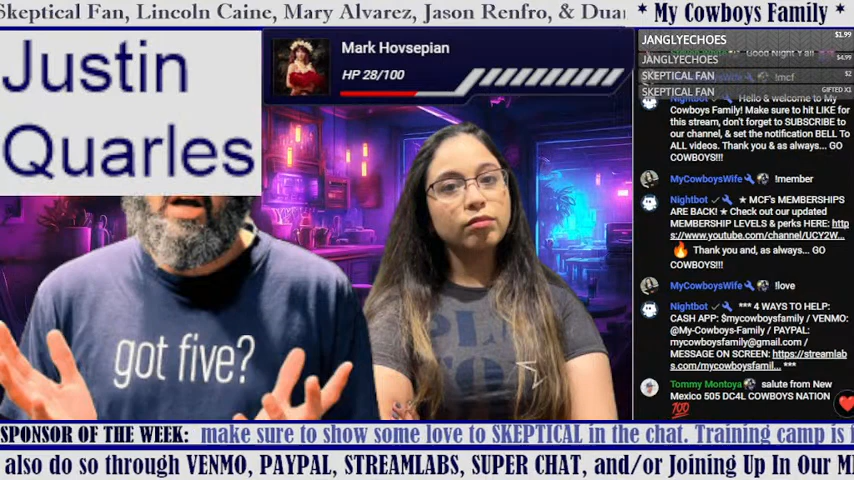 Skeptical Fan, Lincoln Caine, Mary Alvarez, Jason Renfro, & Duan
* My Cowboys Family *
Justin
Quarles
Mark Hovsepian
HP 28/100
got five?
JANGLYECHOES $1.99
JANGLYECHOES $4.99
SKEPTICAL FAN $2
SKEPTICAL FAN GIFTED X1
Good Night Y'all
!mcf
Nightbot Hello & welcome to My
Cowboys Family! Make sure to hit LIKE for
this stream, don't forget to SUBSCRIBE to
our channel, & set the notification BELL To
ALL videos. Thank you & as always... GO
COWBOYS!!!
MyCowboysWife !member
Nightbot ★ MCF's MEMBERSHIPS
ARE BACK! ★ Check out our updated
MEMBERSHIP LEVELS & perks HERE: http
s://www.youtube.com/channel/UCY2W...
Thank you and, as always... GO
COWBOYS!!!
MyCowboysWife !love
Nightbot *** 4 WAYS TO HELP:
CASH APP: $mycowboysfamily / VENMO:
@My-Cowboys-Family / PAYPAL:
mycowboysfamily@gmail.com /
MESSAGE ON SCREEN: https://streamlab
s.com/mycowboysfamil... ***
Tommy Montoya salute from New
Mexico 505 DC4L COWBOYS NATION
💯
SPONSOR OF THE WEEK: make sure to show some love to SKEPTICAL in the chat. Training camp is f
also do so through VENMO, PAYPAL, STREAMLABS, SUPER CHAT, and/or Joining Up In Our ME